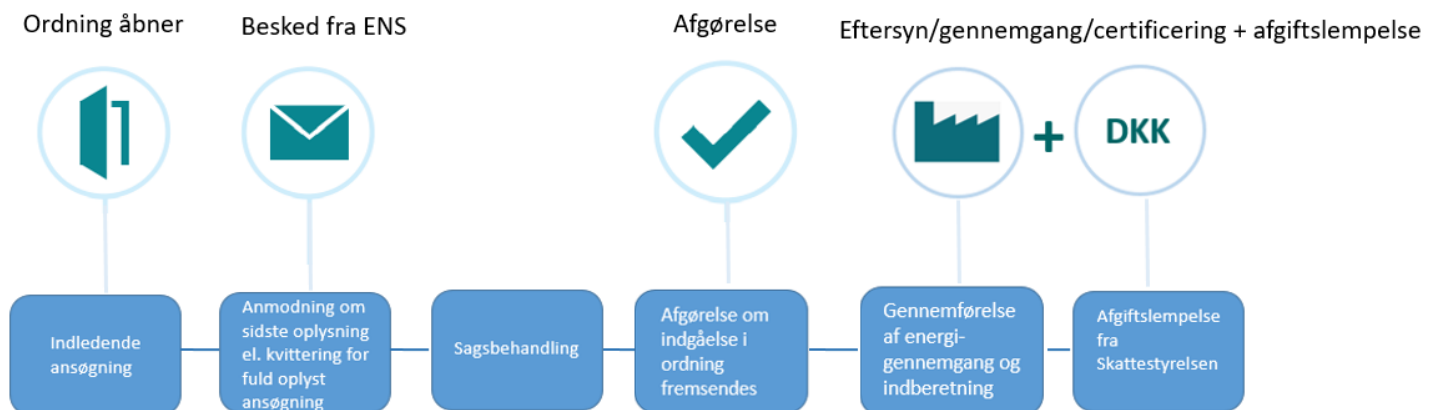 Ordning åbner
Besked fra ENS
Afgørelse
Eftersyn/gennemgang/certificering + afgiftslempelse
+
DKK
Indledende
ansøgning
Anmodning om
sidste oplysning
el. kvittering for
fuld oplyst
ansøgning
Sagsbehandling
Afgørelse om
indgåelse i
ordning
fremsendes
Gennemførelse
af energi-
gennemgang og
indberetning
Afgiftslempelse
fra
Skattestyrelsen